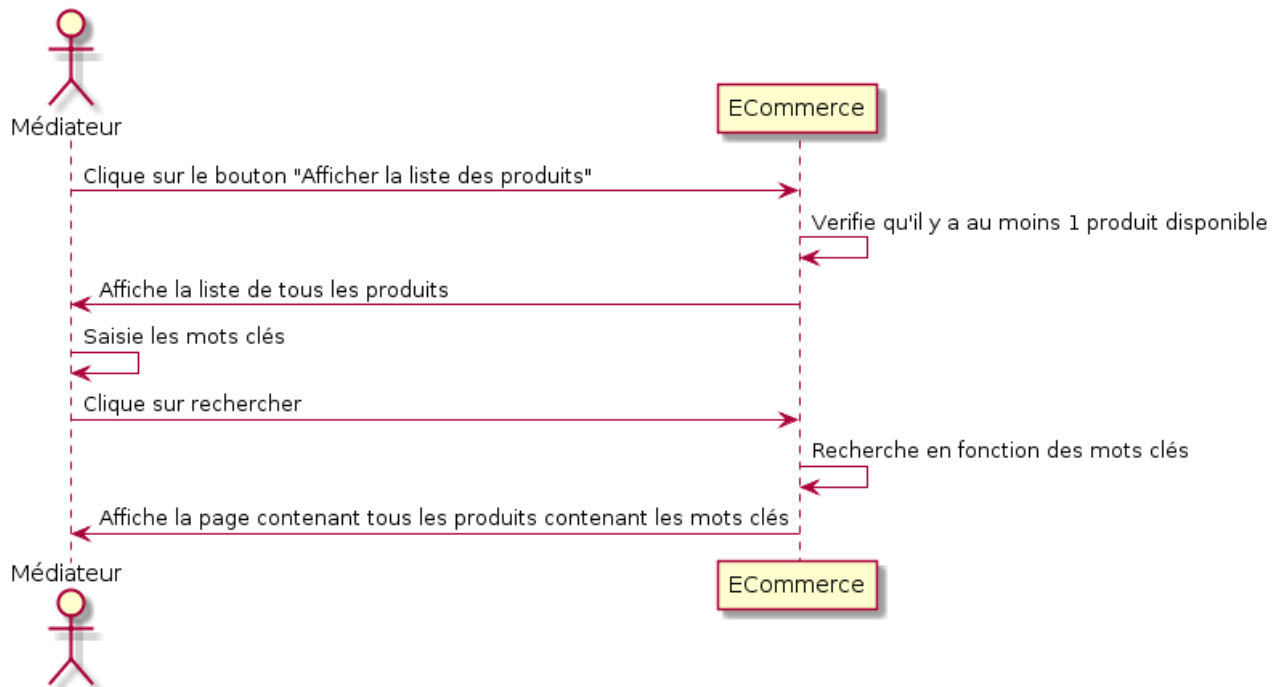 Médiateur
ECommerce
Clique sur le bouton "Afficher la liste des produits"
Verifie qu'il y a au moins 1 produit disponible
Affiche la liste de tous les produits
Saisie les mots clés
Clique sur rechercher
Recherche en fonction des mots clés
Affiche la page contenant tous les produits contenant les mots clés
Médiateur
ECommerce